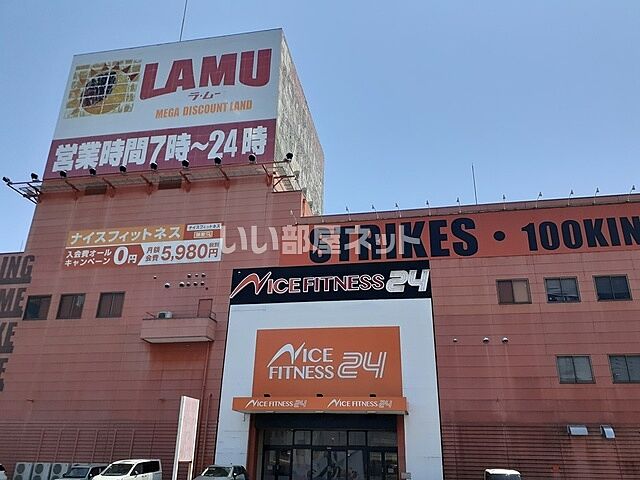 LAMU
ラ・ムー
MEGA DISCOUNT LAND
営業時間7時~24時
ナイスフィットネス
入会費オール
キャンペーン
0円
月額
会費
5,980円
いい部屋ネット
STRIKES・100KIN
NICE FITNESS 24
NICE
FITNESS 24
NICE FITNESS 24
NICE FITNESS 24